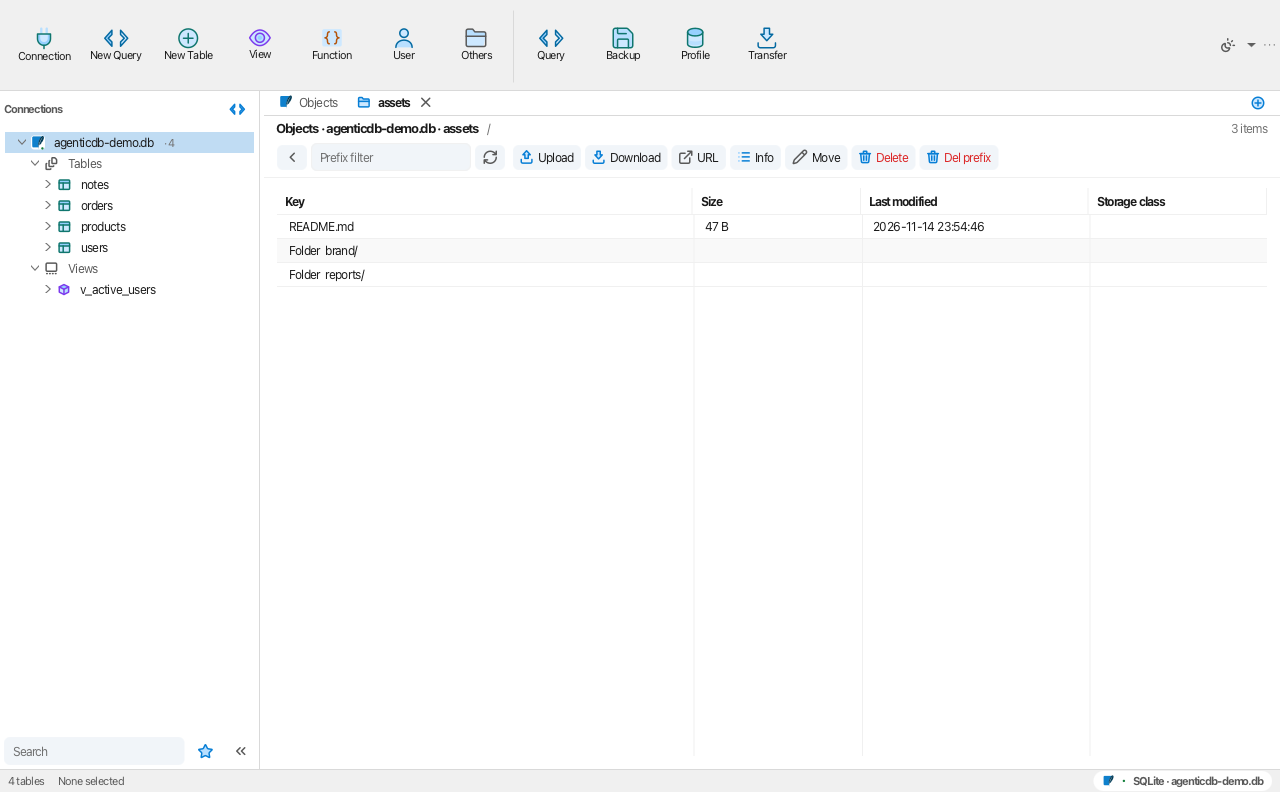 Connection
New Query
New Table
View
Function
User
Others
Query
Backup
Profile
Transfer
Connections
agenticdb-demo.db · 4
Tables
notes
orders
products
users
Views
v_active_users
Search
Objects
assets
Objects · agenticdb-demo.db · assets /
3 items
Prefix filter
Upload
Download
URL
Info
Move
Delete
Del prefix
Key Size Last modified Storage class
README.md 47 B 2026-11-14 23:54:46
Folder brand/
Folder reports/
4 tables None selected
· SQLite · agenticdb-demo.db